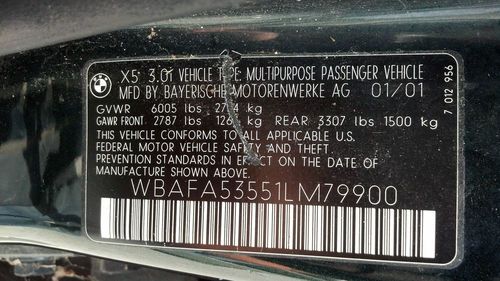 BMW
X5 3.0i VEHICLE TYPE MULTIPURPOSE PASSENGER VEHICLE
MFD BY BAYERISCHE MOTORENWERKE AG 01/01
GVWR 6005 lbs kg
GAWR FRONT 2787 lbs kg REAR 3307 lbs 1500 kg
THIS VEHICLE CONFORMS TO ALL APPLICABLE U.S.
FEDERAL MOTOR VEHICLE SAFETY AND THEFT
PREVENTION STANDARDS IN EFFECT ON THE DATE OF
MANUFACTURE SHOWN ABOVE.
WBAFA53551LM79900
7 012 956